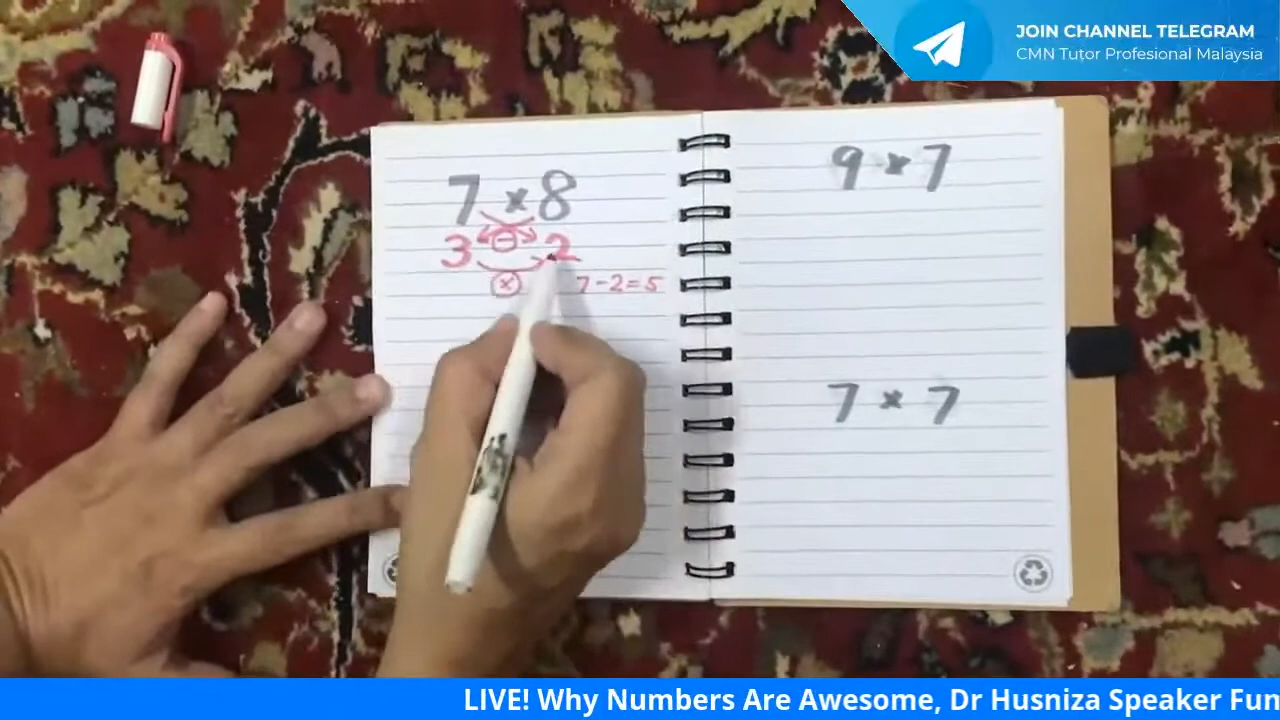 JOIN CHANNEL TELEGRAM
CMN Tutor Profesional Malaysia
7 × 8
3 − 2
×
7-2=5
9 × 7
7 × 7
LIVE! Why Numbers Are Awesome, Dr Husniza Speaker Fun